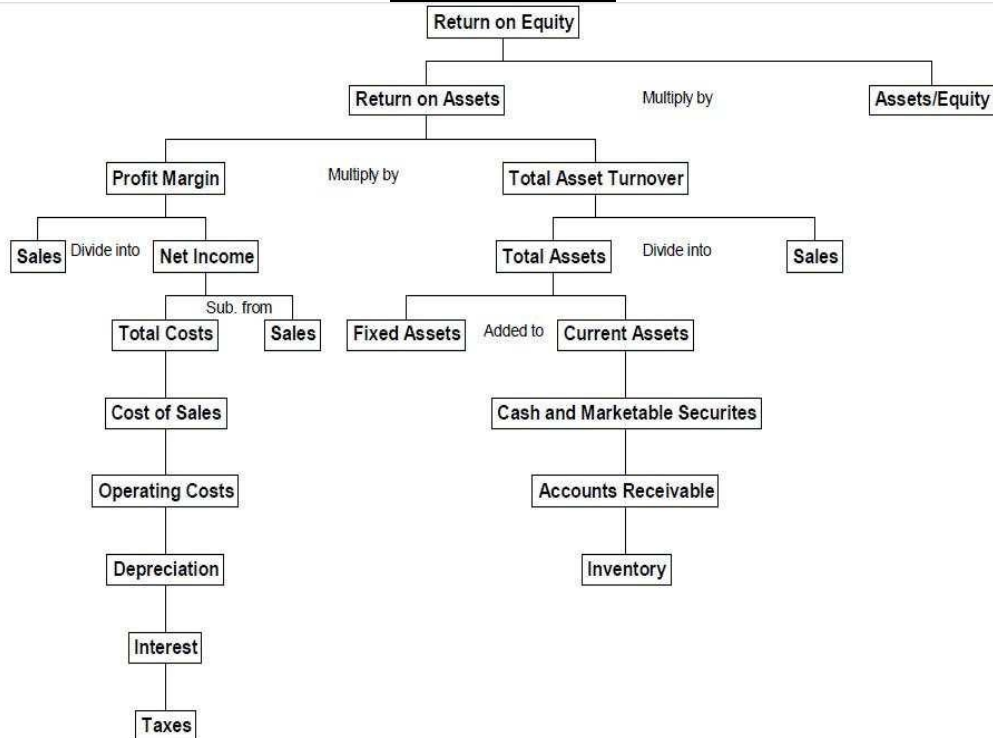 Return on Equity
Return on Assets Multiply by Assets/Equity
Profit Margin Multiply by Total Asset Turnover
Sales Divide into Net Income Total Assets Divide into Sales
Sub. from
Total Costs Sales Fixed Assets Added to Current Assets
Cost of Sales Cash and Marketable Securites
Operating Costs Accounts Receivable
Depreciation Inventory
Interest
Taxes